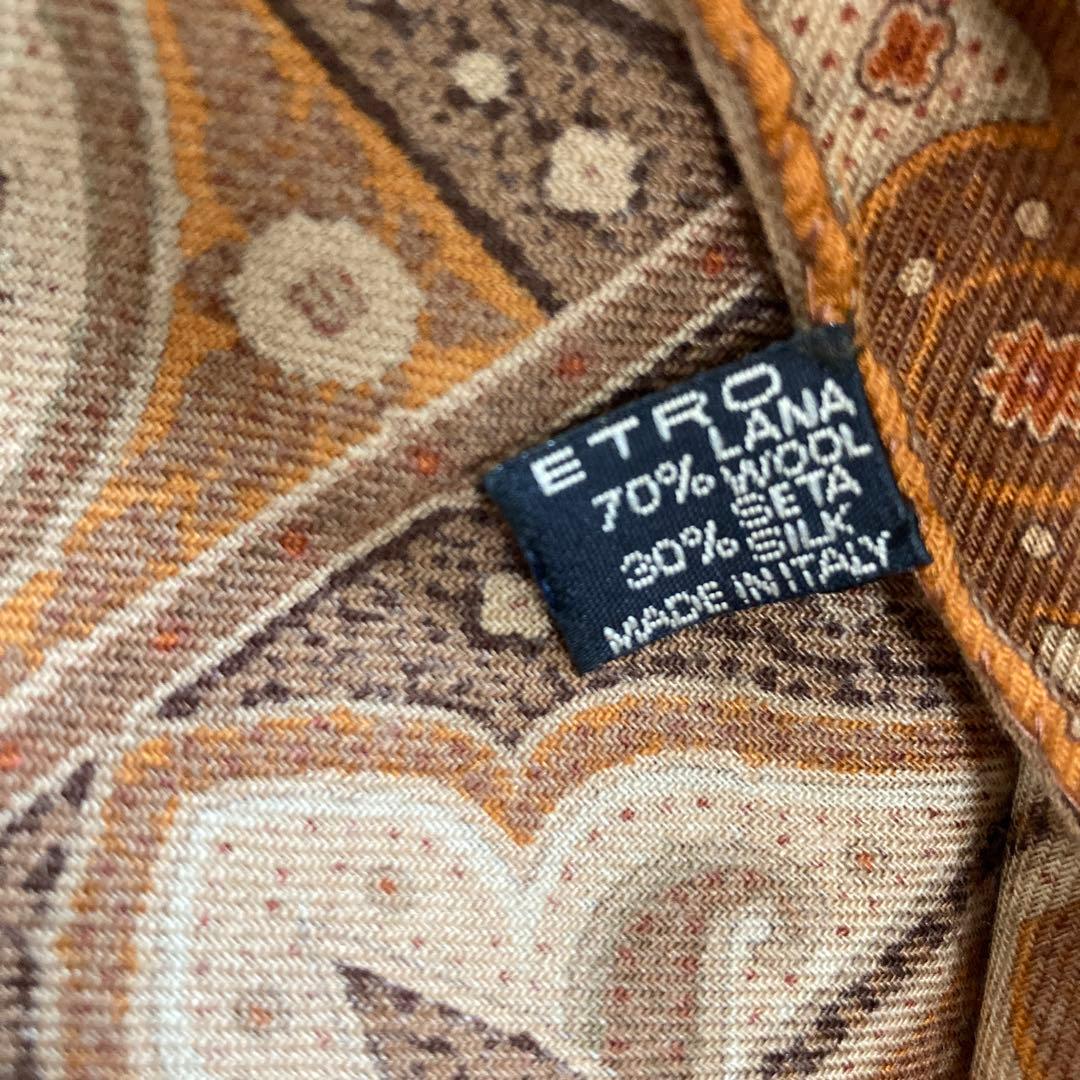 ETRO
70% LANA
WOOL
30% SETA
SILK
MADE IN ITALY